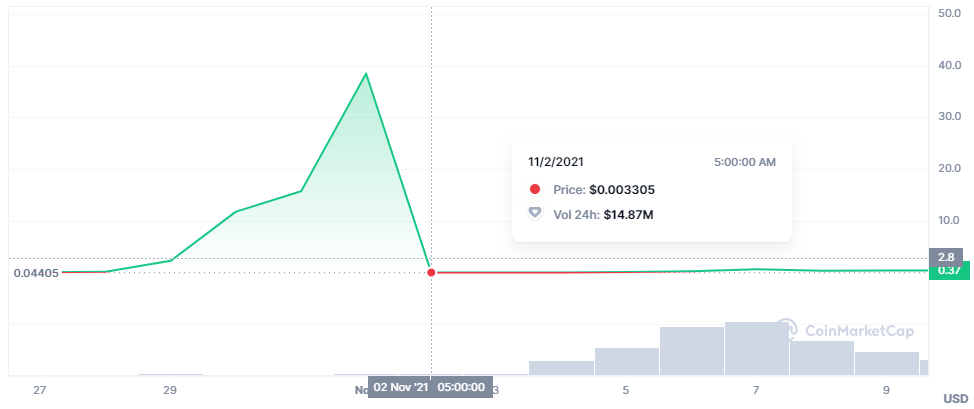 50.0
40.0
30.0
20.0
10.0
11/2/2021 5:00:00 AM
Price: $0.003305
Vol 24h: $14.87M
2.8
0.04405
0.37
CoinMarketCap
27 29 02 Nov '21 05:00:00 3 5 7 9
USD